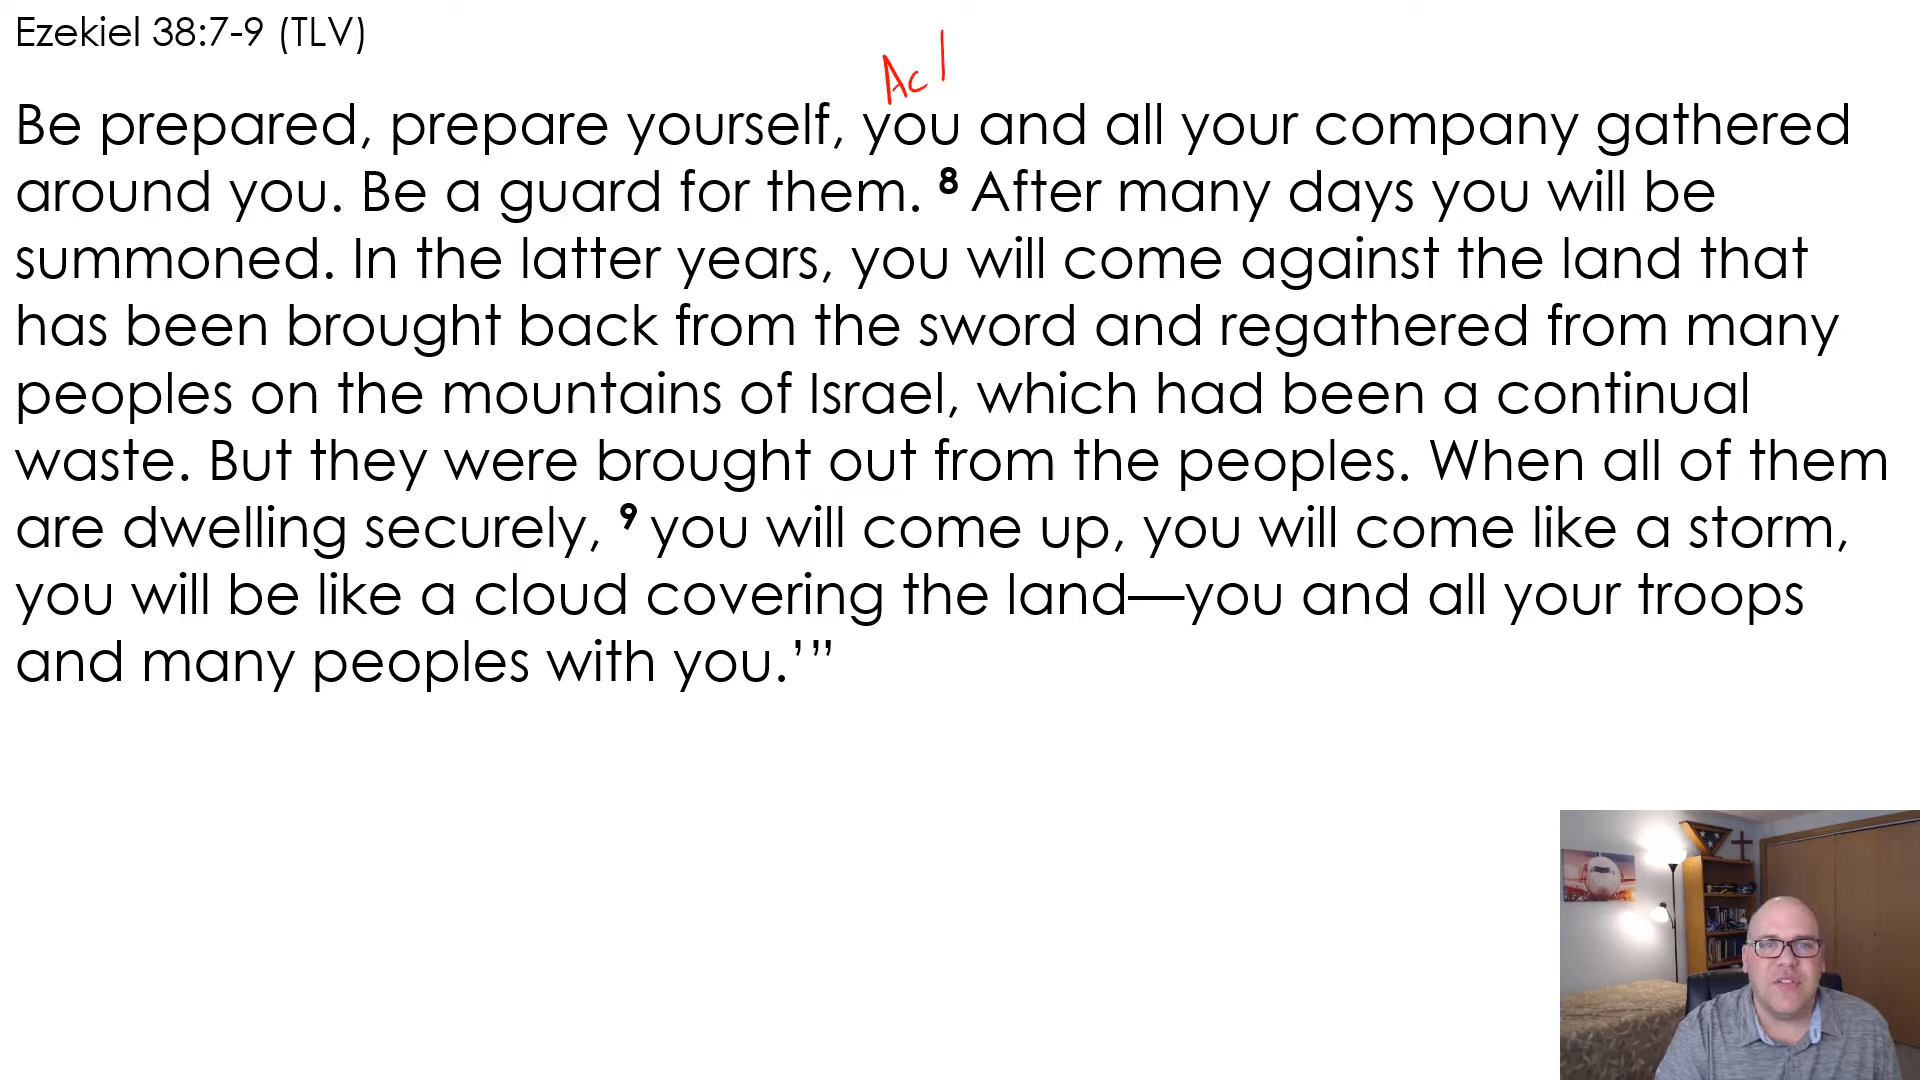 Ezekiel 38:7-9 (TLV)
Ac
Be prepared, prepare yourself, you and all your company gathered
around you. Be a guard for them. 8 After many days you will be
summoned. In the latter years, you will come against the land that
has been brought back from the sword and regathered from many
peoples on the mountains of Israel, which had been a continual
waste. But they were brought out from the peoples. When all of them
are dwelling securely, 9 you will come up, you will come like a storm,
you will be like a cloud covering the land—you and all your troops
and many peoples with you.’”